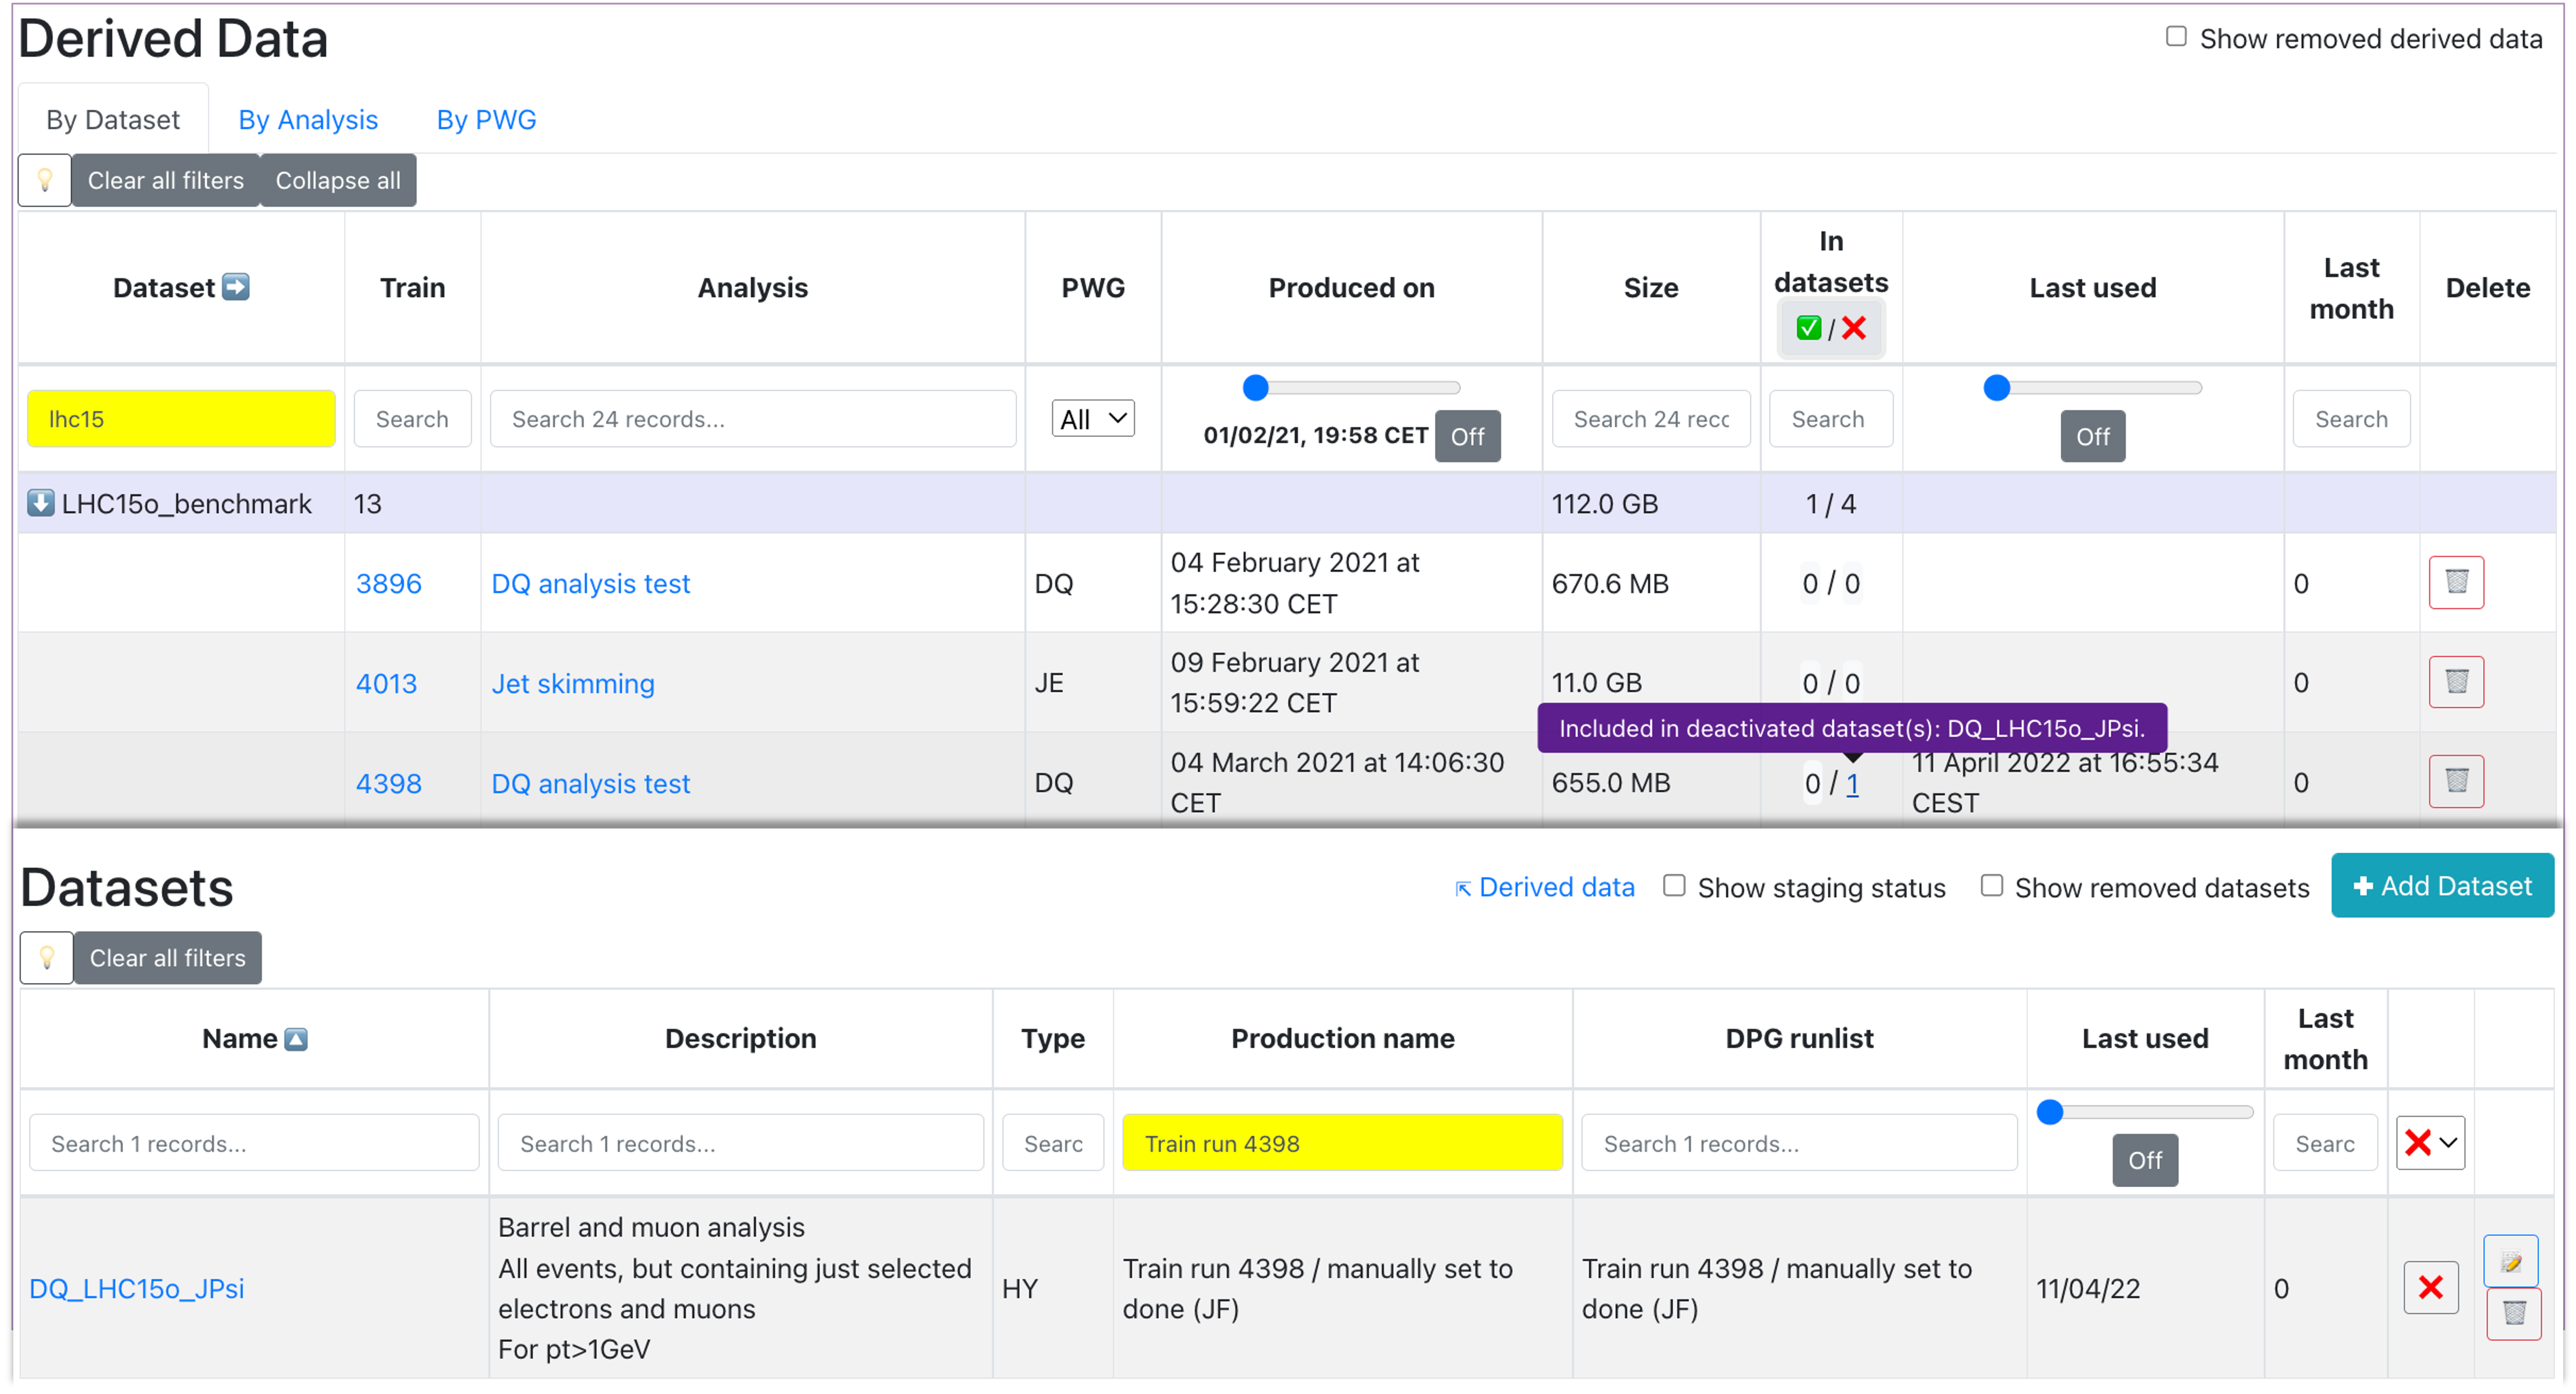 Derived Data
Show removed derived data
By Dataset By Analysis By PWG
Clear all filters Collapse all
Dataset Train Analysis PWG Produced on Size In datasets / Last used Last month Delete
lhc15 Search Search 24 records... All 01/02/21, 19:58 CET Off Search 24 recc Search Off Search
LHC15o_benchmark 13 112.0 GB 1 / 4
3896 DQ analysis test DQ 04 February 2021 at 15:28:30 CET 670.6 MB 0 / 0 0
4013 Jet skimming JE 09 February 2021 at 15:59:22 CET 11.0 GB 0 / 0 0
Included in deactivated dataset(s): DQ_LHC15o_JPsi.
4398 DQ analysis test DQ 04 March 2021 at 14:06:30 CET 655.0 MB 0 / 1 11 April 2022 at 16:55:34 CEST 0
Datasets
Derived data Show staging status Show removed datasets Add Dataset
Clear all filters
Name Description Type Production name DPG runlist Last used Last month
Search 1 records... Search 1 records... Searc Train run 4398 Search 1 records... Off Searc
DQ_LHC15o_JPsi
Barrel and muon analysis
All events, but containing just selected
electrons and muons
For pt>1GeV
HY
Train run 4398 / manually set to
done (JF)
Train run 4398 / manually set to
done (JF)
11/04/22
0